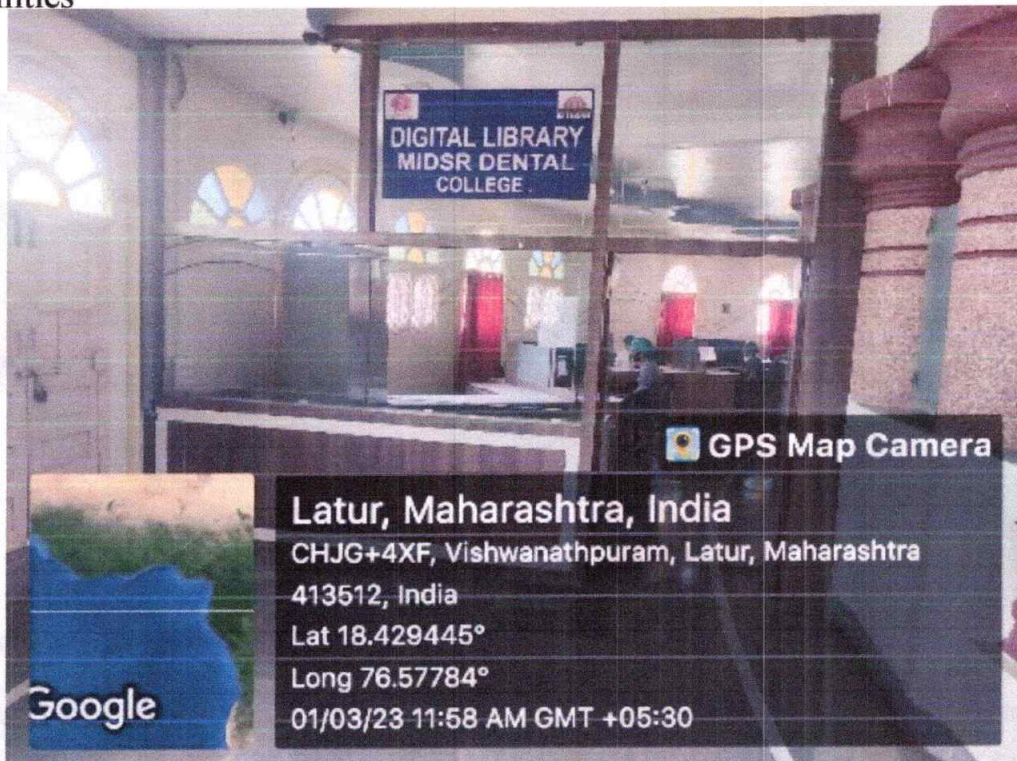 DIGITAL LIBRARY
MIDSR DENTAL
COLLEGE.
GPS Map Camera
Latur, Maharashtra, India
CHJG+4XF, Vishwanathpuram, Latur, Maharashtra
413512, India
Lat 18.429445°
Long 76.57784°
01/03/23 11:58 AM GMT +05:30
Google